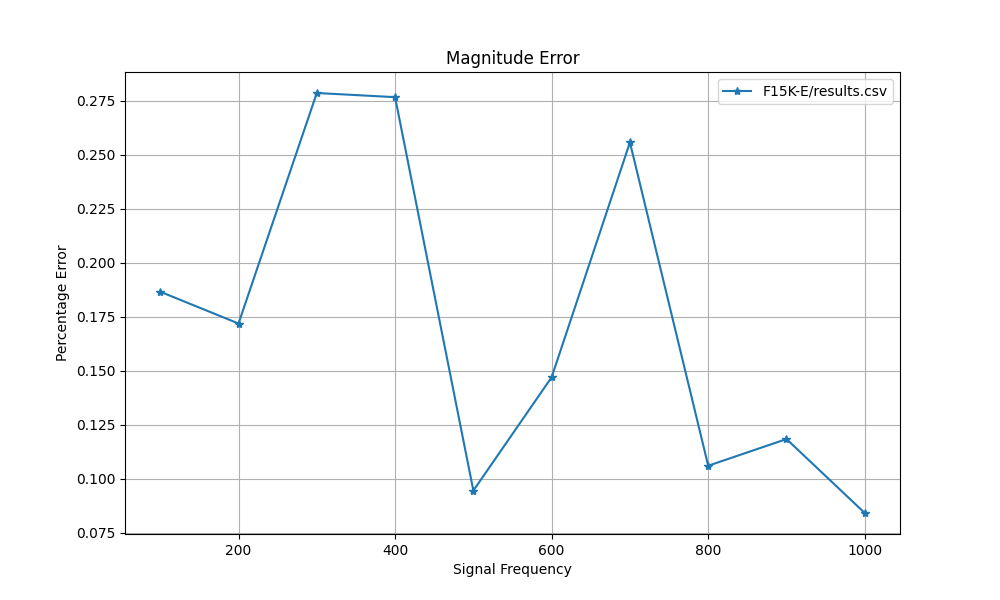 Magnitude Error
F15K-E/results.csv
Percentage Error
0.275
0.250
0.225
0.200
0.175
0.150
0.125
0.100
0.075
200 400 600 800 1000
Signal Frequency